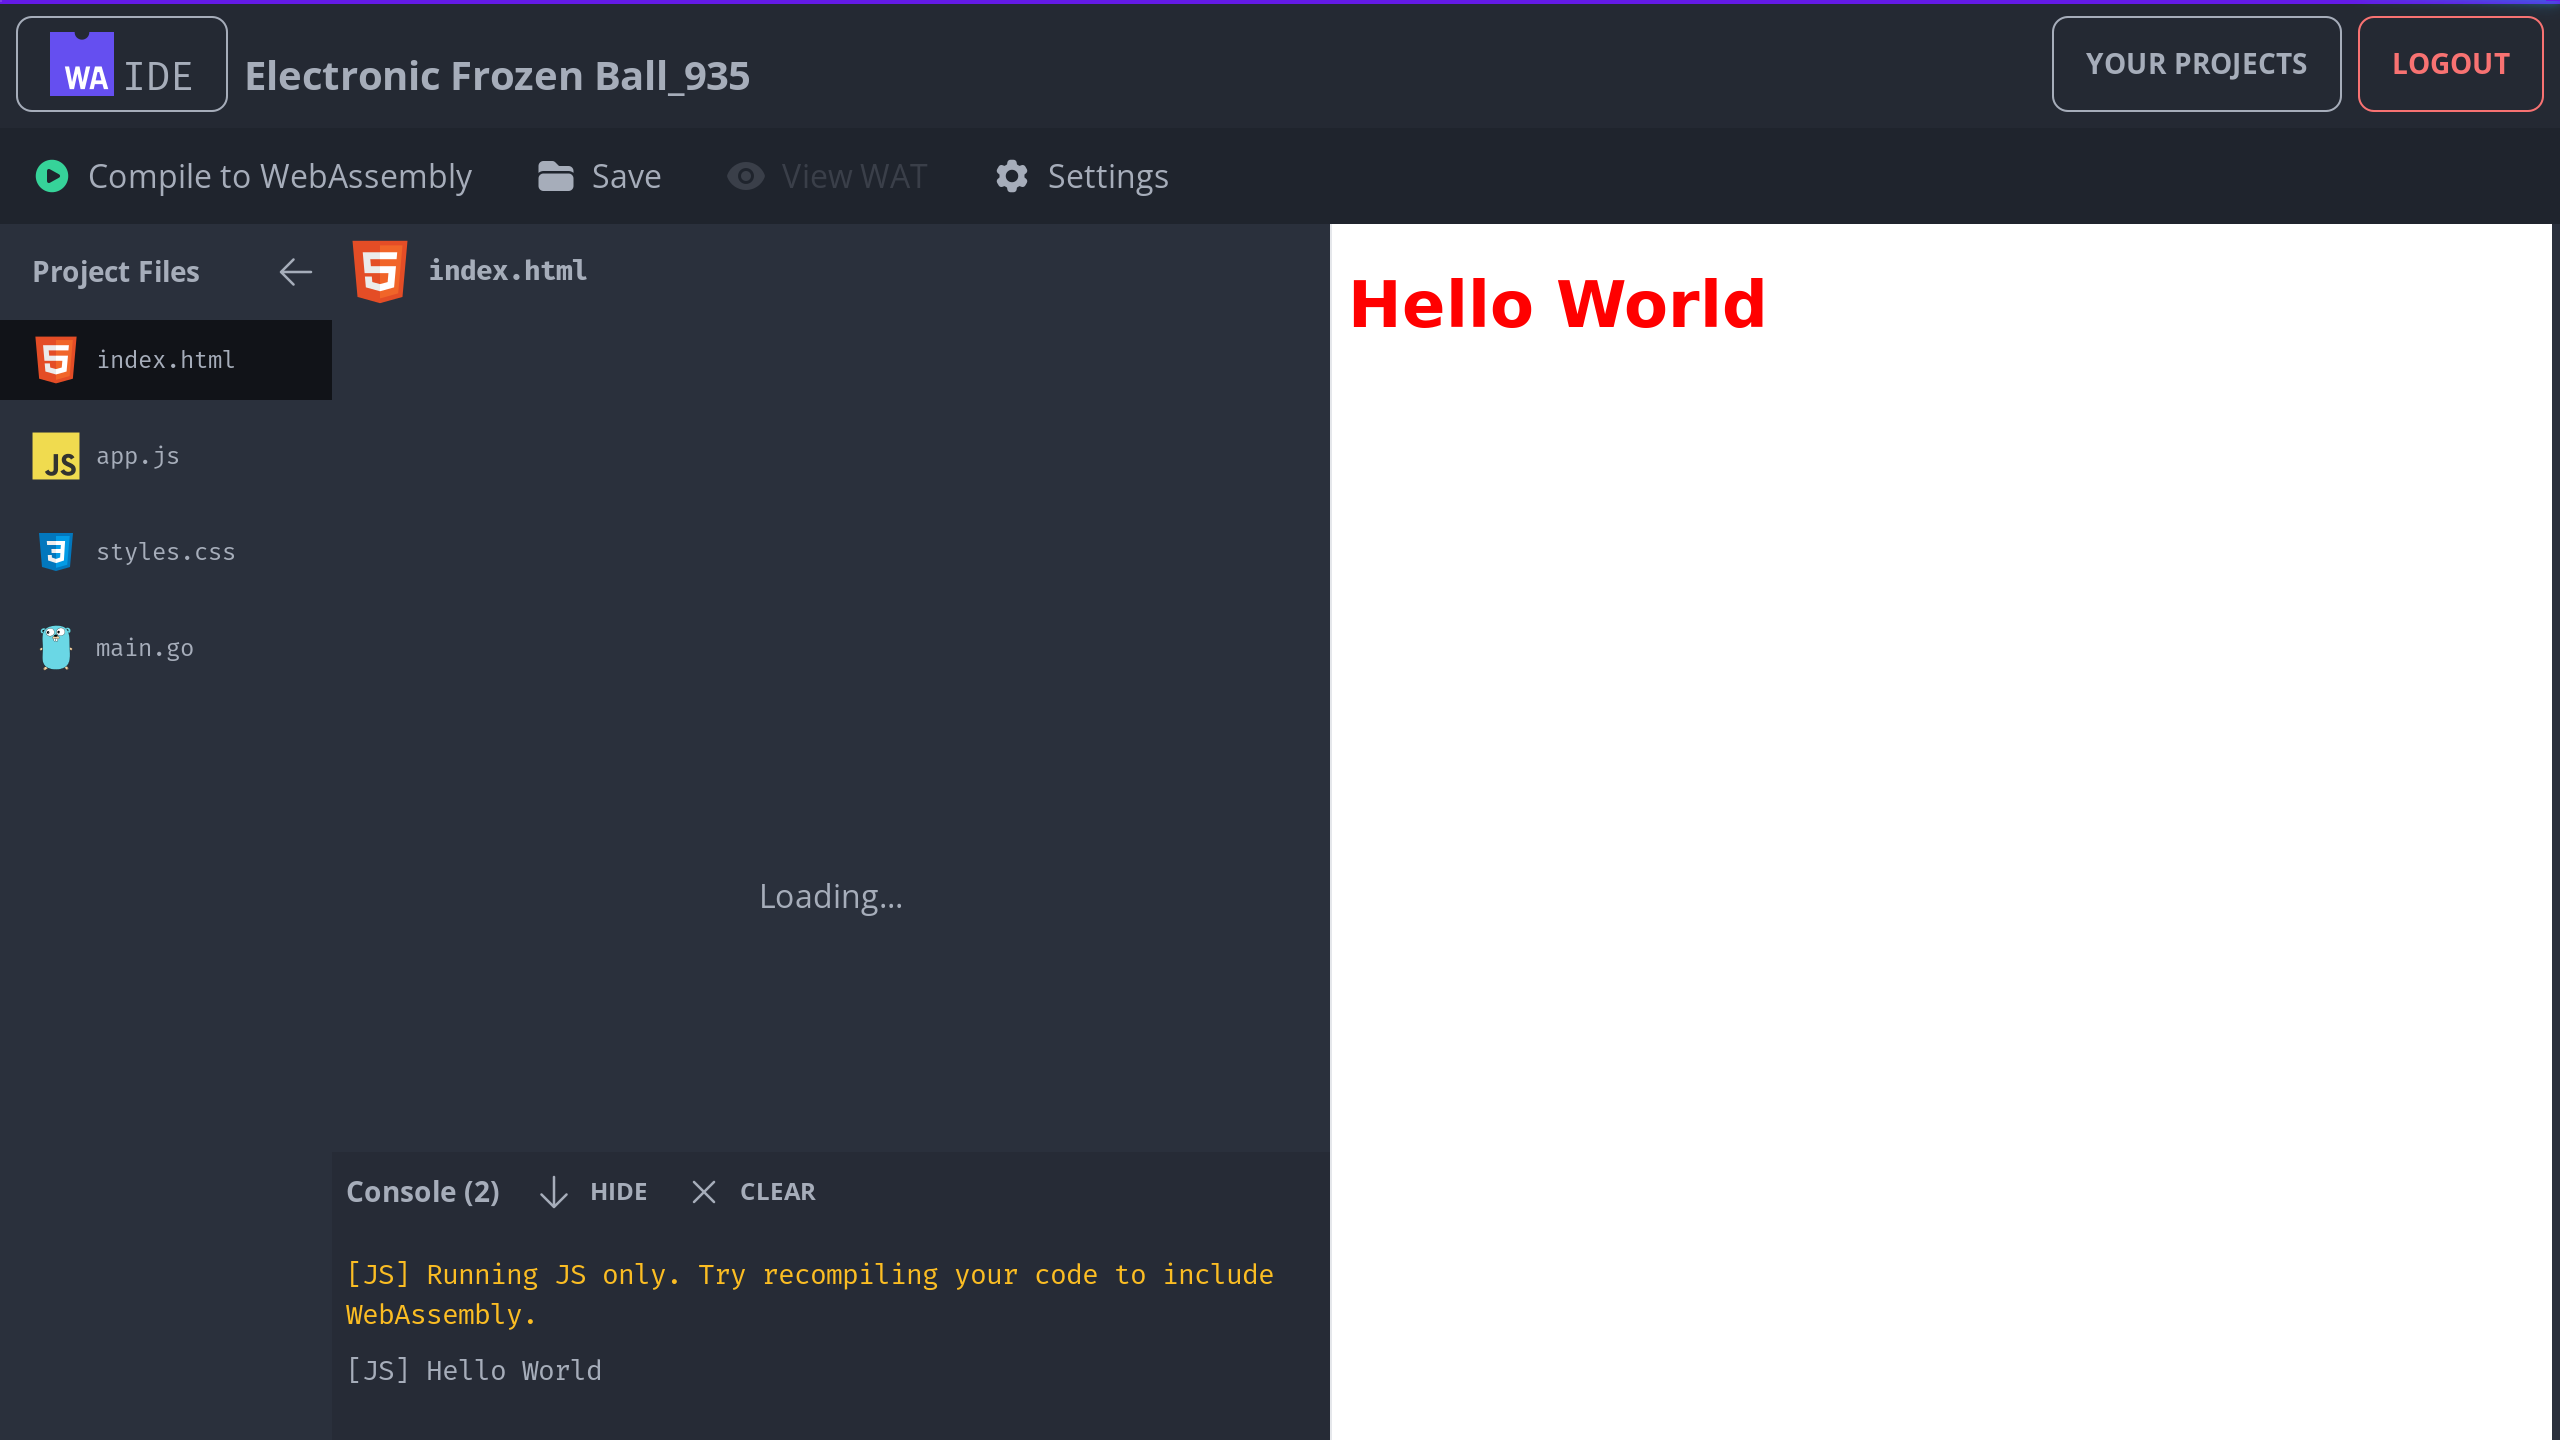 WA IDE Electronic Frozen Ball_935 YOUR PROJECTS LOGOUT
Compile to WebAssembly Save View WAT Settings
Project Files
index.html
JS app.js
styles.css
main.go
index.html
Loading...
Console (2) HIDE CLEAR
[JS] Running JS only. Try recompiling your code to include
WebAssembly.
[JS] Hello World
Hello World